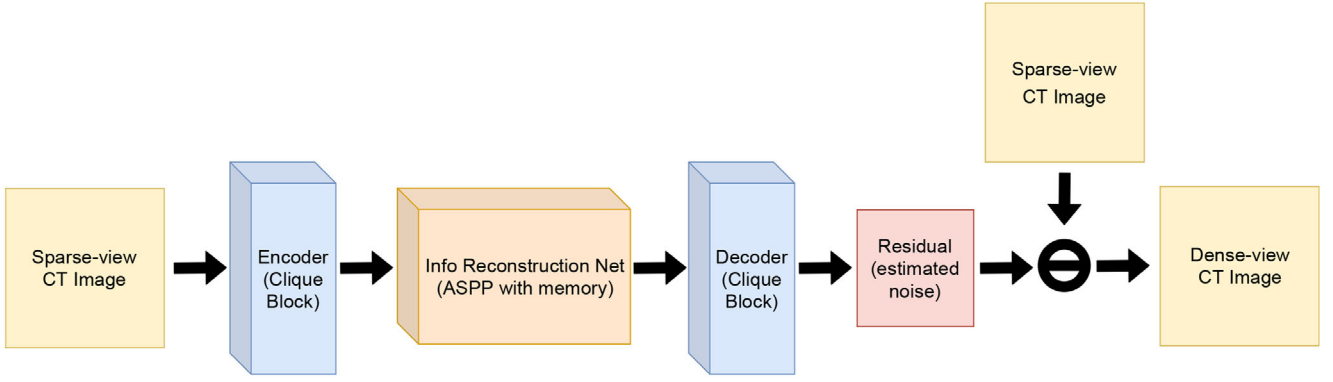 Sparse-view
CT Image
Encoder
(Clique
Block)
Info Reconstruction Net
(ASPP with memory)
Decoder
(Clique
Block)
Residual
(estimated
noise)
Sparse-view
CT Image
Dense-view
CT Image